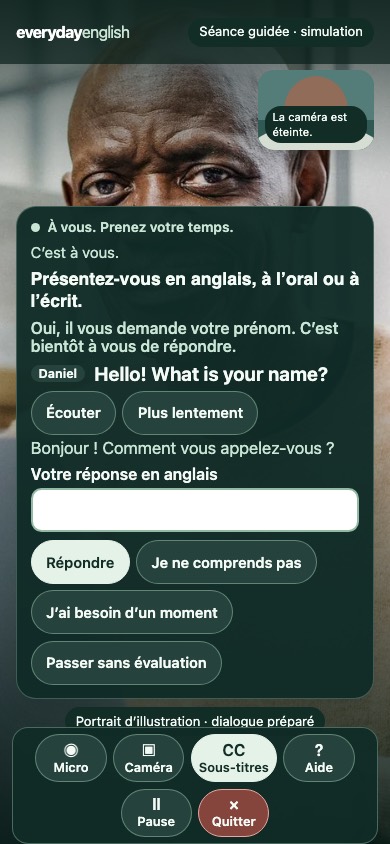 everydayenglish
Séance guidée · simulation
La caméra est
éteinte.
À vous. Prenez votre temps.
C’est à vous.
Présentez-vous en anglais, à l’oral ou à
l’écrit.
Oui, il vous demande votre prénom. C’est
bientôt à vous de répondre.
Daniel Hello! What is your name?
Écouter Plus lentement
Bonjour ! Comment vous appelez-vous ?
Votre réponse en anglais
Répondre Je ne comprends pas
J’ai besoin d’un moment
Passer sans évaluation
Portrait d’illustration · dialogue préparé
Micro Caméra CC Sous-titres ? Aide
Pause × Quitter